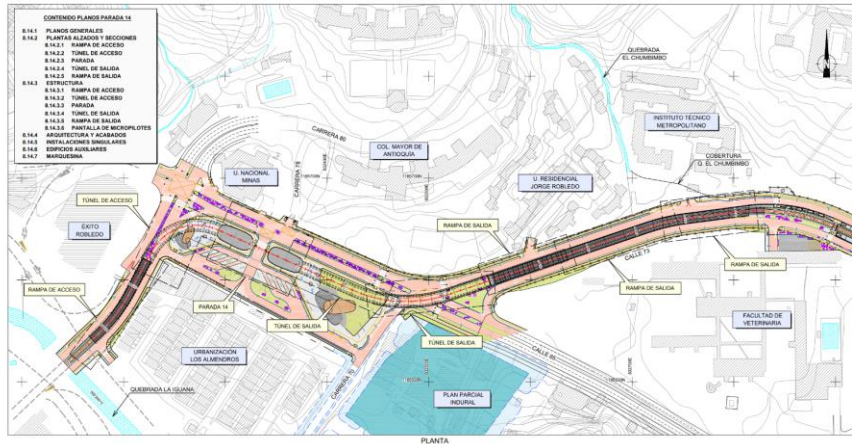 CONTENIDO PLANOS PARADA 14
8.14.1 PLANOS GENERALES
8.14.2 PLANTAS ALZADOS Y SECCIONES
8.14.2.1 RAMPA DE ACCESO
8.14.2.2 TÚNEL DE ACCESO
8.14.2.3 PARADA
8.14.2.4 TÚNEL DE SALIDA
8.14.2.5 RAMPA DE SALIDA
8.14.3 ESTRUCTURA
8.14.3.1 RAMPA DE ACCESO
8.14.3.2 TÚNEL DE ACCESO
8.14.3.3 PARADA
8.14.3.4 TÚNEL DE SALIDA
8.14.3.5 RAMPA DE SALIDA
8.14.3.6 PANTALLA DE MICROPILOTES
8.14.4 ARQUITECTURA Y ACABADOS
8.14.5 INSTALACIONES SINGULARES
8.14.6 EDIFICIOS AUXILIARES
8.14.7 MARQUESINA
QUEBRADA
EL CHUMBIMBO
INSTITUTO TÉCNICO
METROPOLITANO
CARRERA 80
COL. MAYOR DE
ANTIOQUÍA
CARRERA 78
U. NACIONAL
MINAS
U. RESIDENCIAL
JORGE ROBLEDO
COBERTURA
Q. EL CHUMBIMBO
TÚNEL DE ACCESO
ÉXITO
ROBLEDO
RAMPA DE SALIDA
CALLE 73
RAMPA DE SALIDA
RAMPA DE ACCESO
RAMPA DE SALIDA
PARADA 14
TÚNEL DE SALIDA
FACULTAD DE
VETERINARIA
TÚNEL DE SALIDA
URBANIZACIÓN
LOS ALMENDROS
CALLE 65
CARRERA 70
QUEBRADA LA IGUANA
PLAN PARCIAL
INDURAL
PLANTA